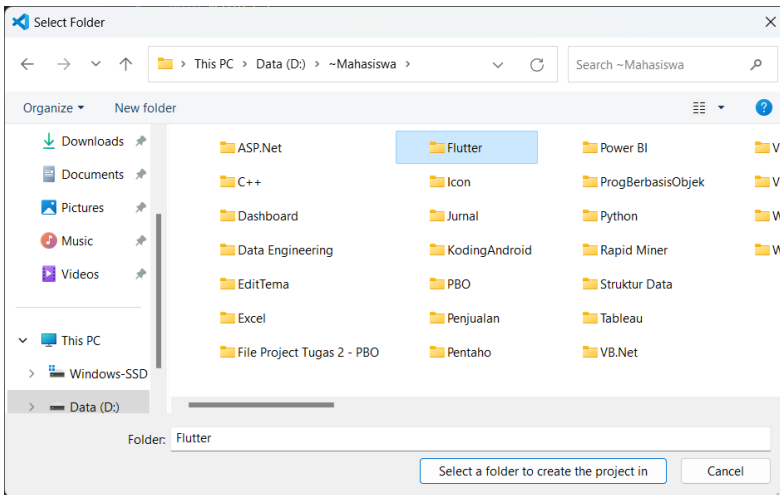 Select Folder
This PC > Data (D:) > ~Mahasiswa >
Search ~Mahasiswa
Organize
New folder
?
Downloads
Documents
Pictures
Music
Videos
This PC
Windows-SSD
Data (D:)
ASP.Net
C++
Dashboard
Data Engineering
EditTema
Excel
File Project Tugas 2 - PBO
Flutter
Icon
Jurnal
KodingAndroid
PBO
Penjualan
Pentaho
Power BI
ProgBerbasisObjek
Python
Rapid Miner
Struktur Data
Tableau
VB.Net
Folder: Flutter
Select a folder to create the project in
Cancel